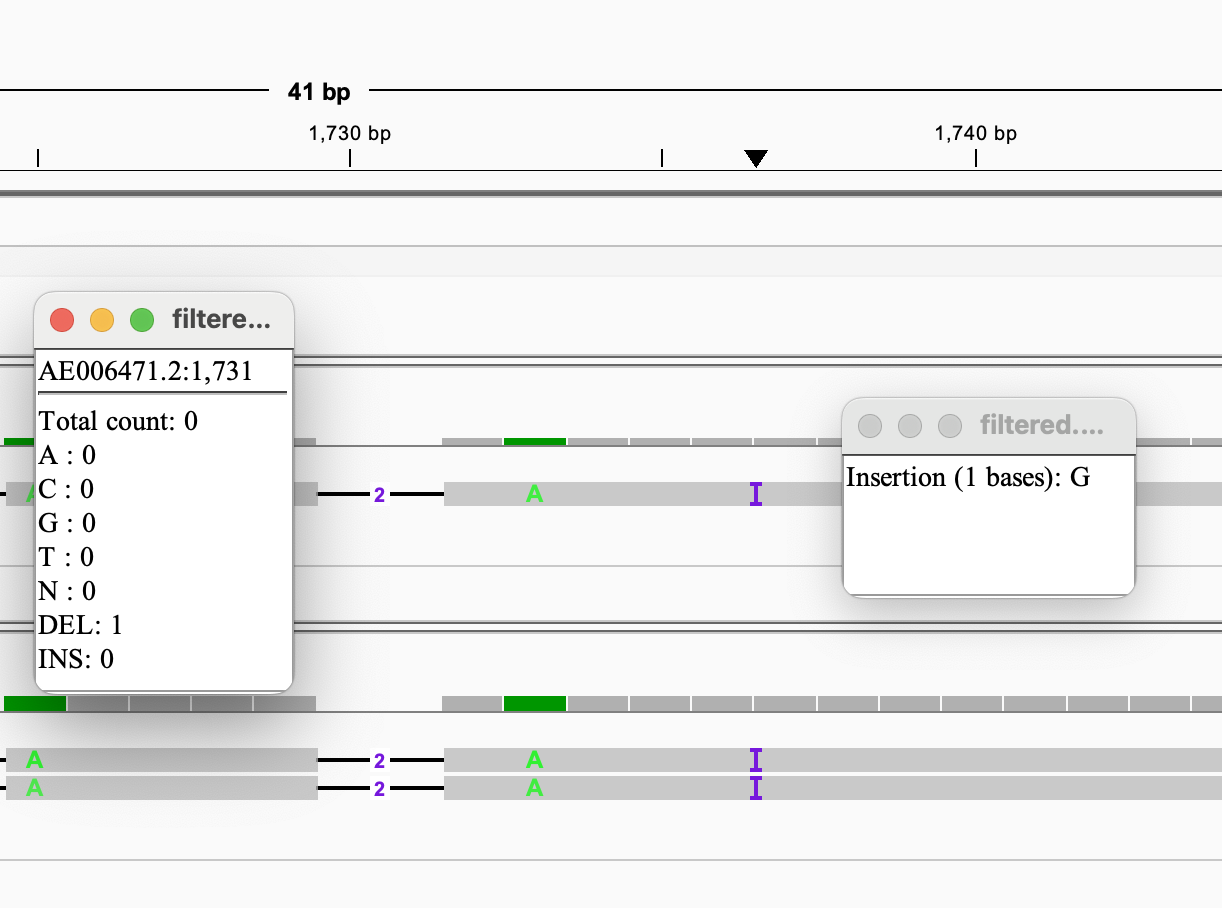 41 bp
1,730 bp 1,740 bp
filtere...
AE006471.2:1,731
Total count: 0
A : 0
C : 0
G : 0
T : 0
N : 0
DEL: 1
INS: 0
filtered....
Insertion (1 bases): G
A 2 A I
A 2 A I
A 2 A I